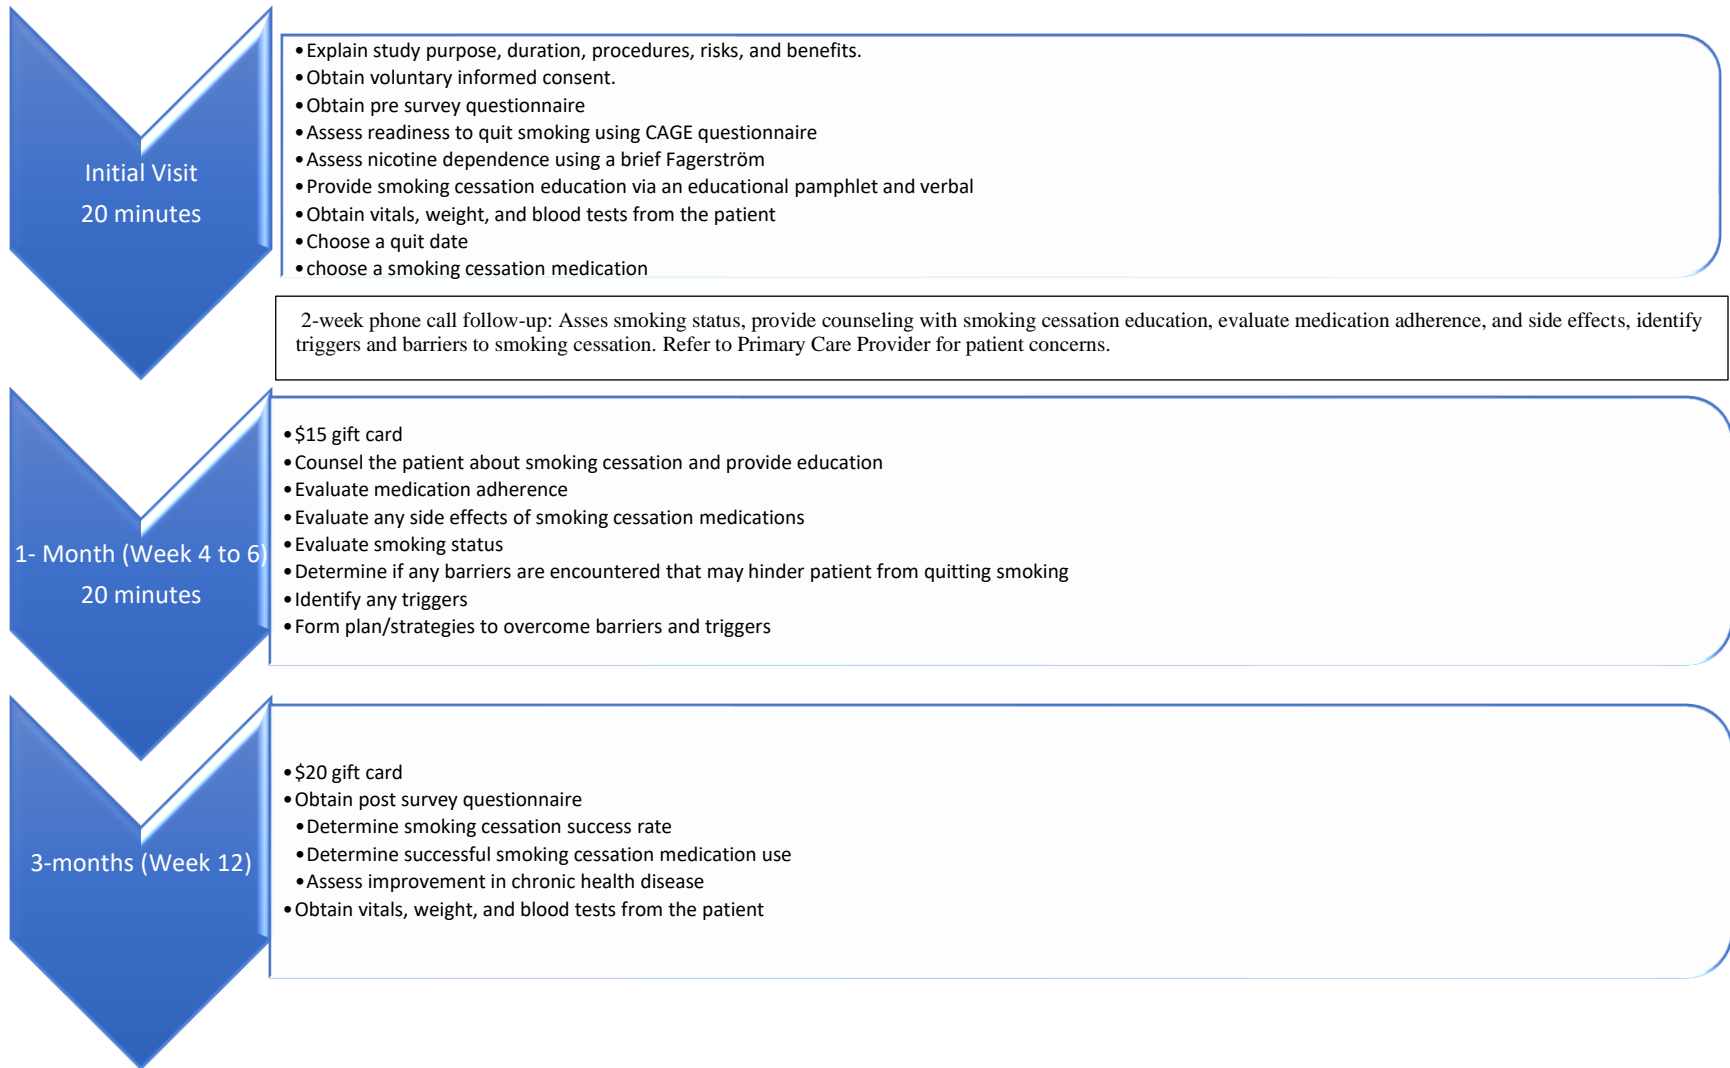 Initial Visit
20 minutes
•Explain study purpose, duration, procedures, risks, and benefits.
•Obtain voluntary informed consent.
•Obtain pre survey questionnaire
•Assess readiness to quit smoking using CAGE questionnaire
•Assess nicotine dependence using a brief Fagerström
•Provide smoking cessation education via an educational pamphlet and verbal
•Obtain vitals, weight, and blood tests from the patient
•Choose a quit date
•choose a smoking cessation medication
2-week phone call follow-up: Asses smoking status, provide counseling with smoking cessation education, evaluate medication adherence, and side effects, identify
triggers and barriers to smoking cessation. Refer to Primary Care Provider for patient concerns.
1- Month (Week 4 to 6)
20 minutes
•$15 gift card
•Counsel the patient about smoking cessation and provide education
•Evaluate medication adherence
•Evaluate any side effects of smoking cessation medications
•Evaluate smoking status
•Determine if any barriers are encountered that may hinder patient from quitting smoking
•Identify any triggers
•Form plan/strategies to overcome barriers and triggers
3-months (Week 12)
•$20 gift card
•Obtain post survey questionnaire
•Determine smoking cessation success rate
•Determine successful smoking cessation medication use
•Assess improvement in chronic health disease
•Obtain vitals, weight, and blood tests from the patient